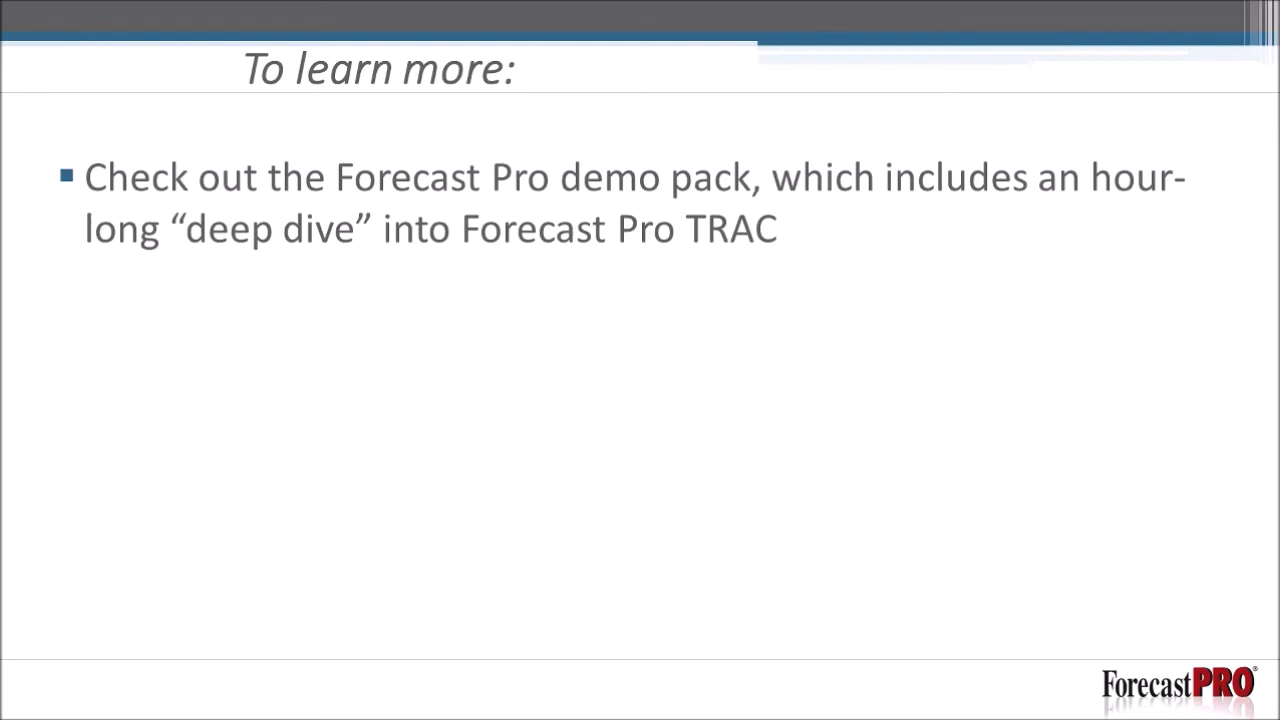 To learn more:
Check out the Forecast Pro demo pack, which includes an hour-
long “deep dive” into Forecast Pro TRAC
ForecastPRO®